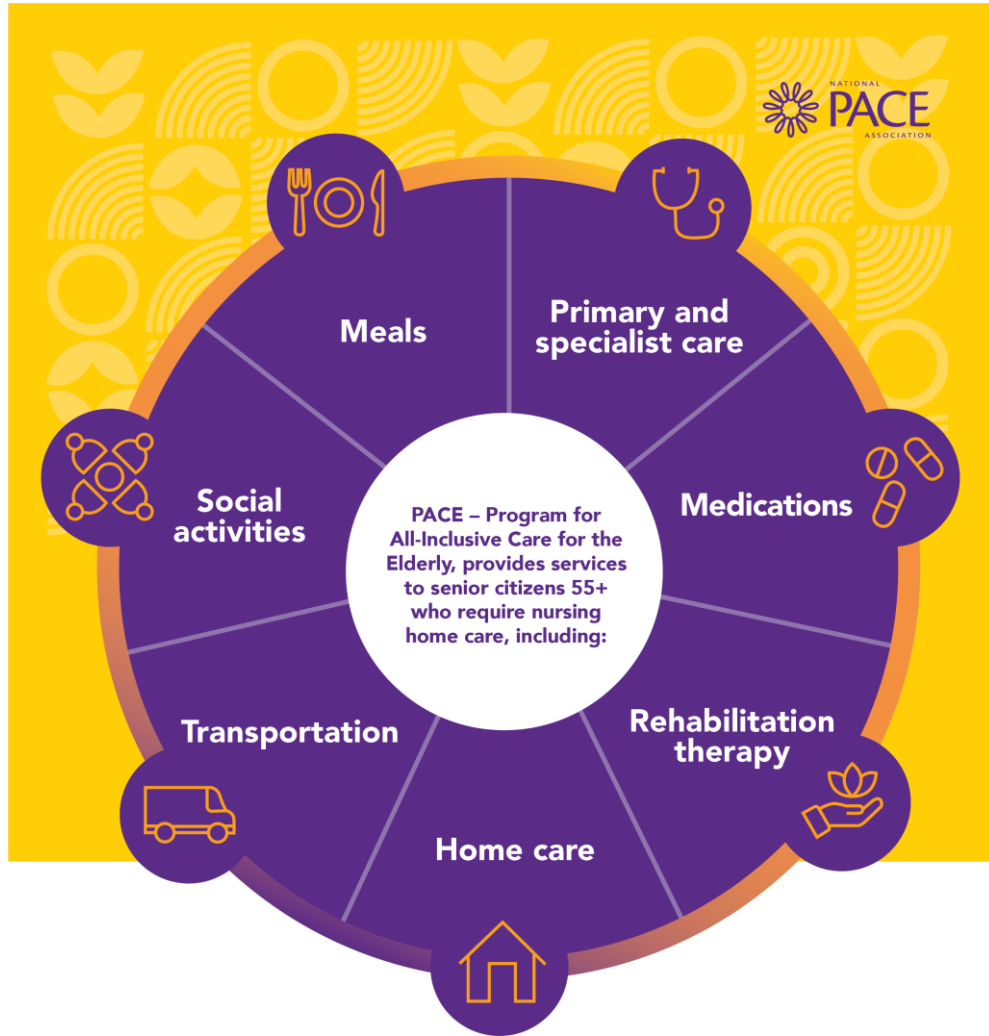 NATIONAL
PACE
ASSOCIATION
Meals
Primary and
specialist care
Social
activities
Medications
PACE – Program for
All-Inclusive Care for the
Elderly, provides services
to senior citizens 55+
who require nursing
home care, including:
Transportation
Rehabilitation
therapy
Home care